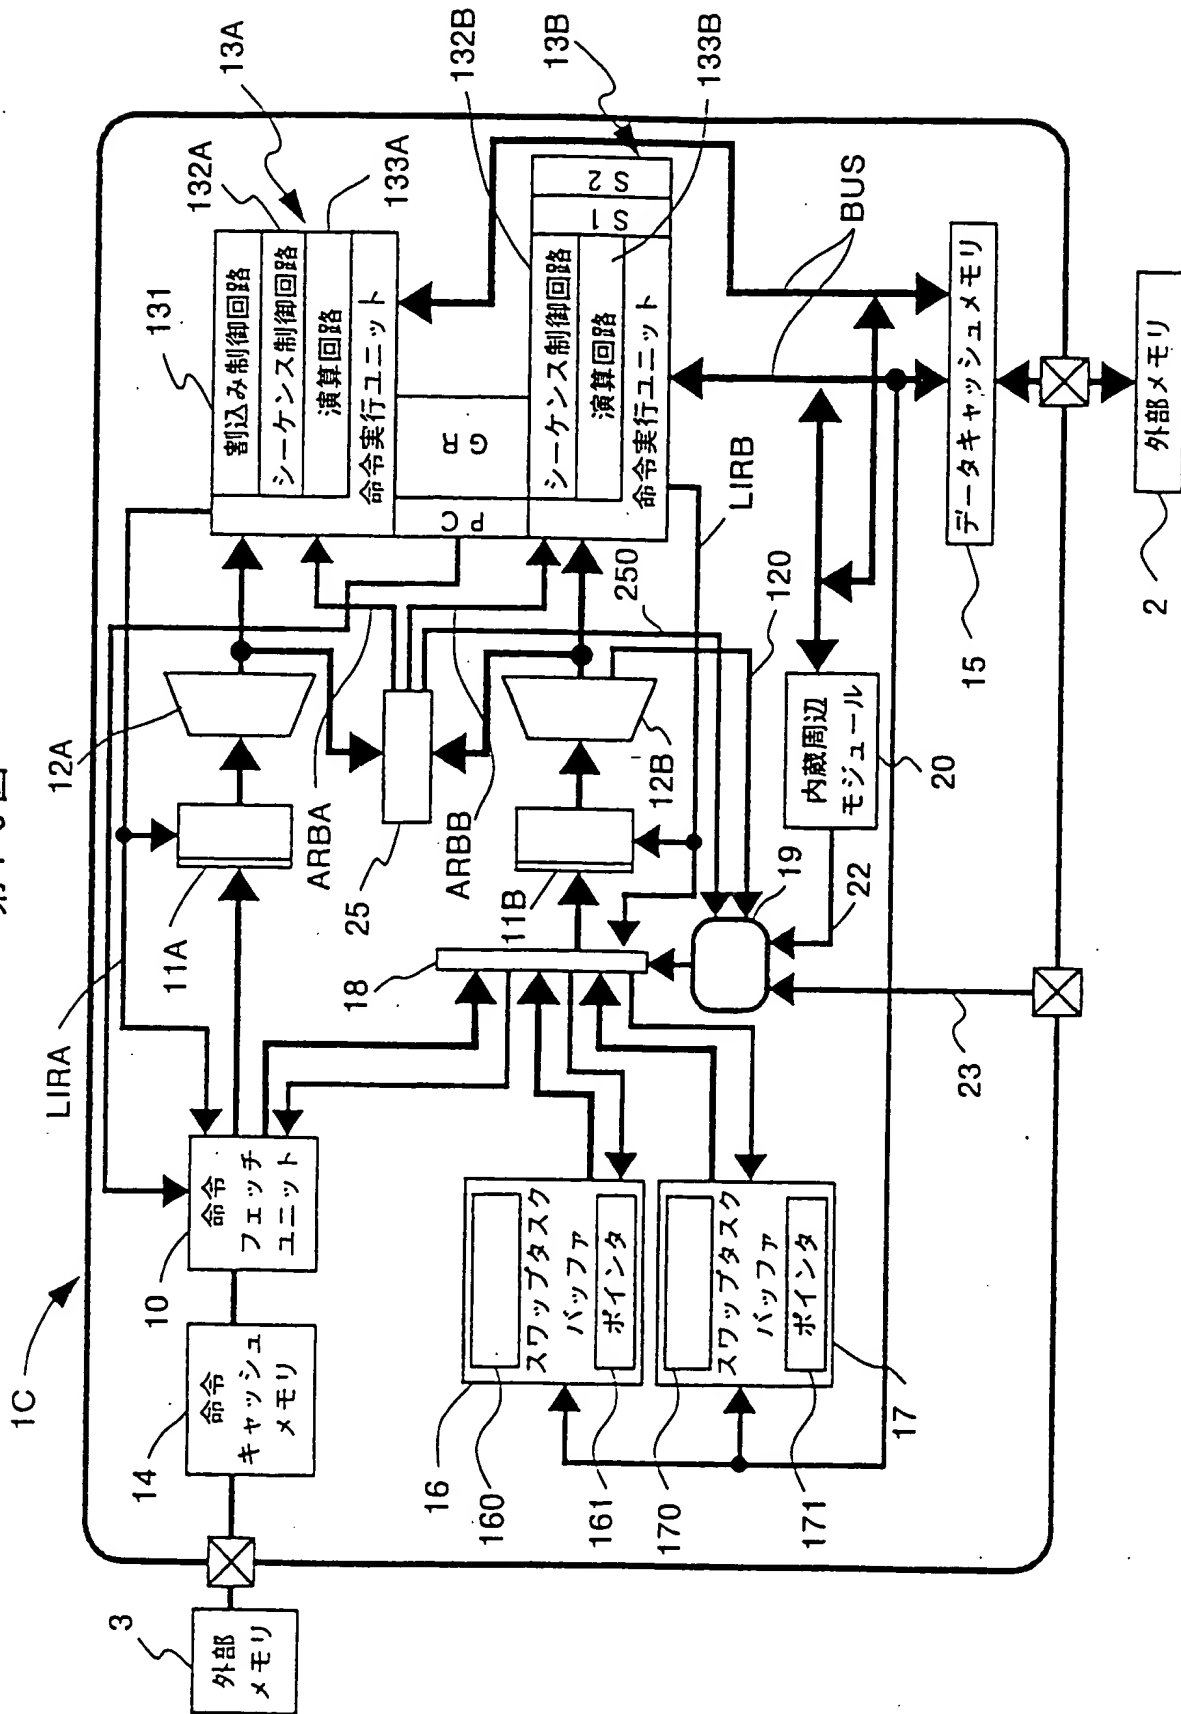 1C
LIRA
3
外部
メモリ
14
命令
キャッシュ
メモリ
10
命令
フェッチ
ユニット
11A
12A
131
132A
13A
133A
割込み制御回路
シーケンス制御回路
演算回路
命令実行ユニット
PC
GR
ARBA
25
ARBB
18
11B
12B
シーケンス制御回路
演算回路
命令実行ユニット
S1
S2
132B
13B
133B
LIRB
250
120
BUS
16
160
161
スワップタスク
バッファ
ポインタ
170
171
17
スワップタスク
バッファ
ポインタ
19
22
23
20
内蔵周辺
モジュール
15
データキャッシュメモリ
2
外部メモリ